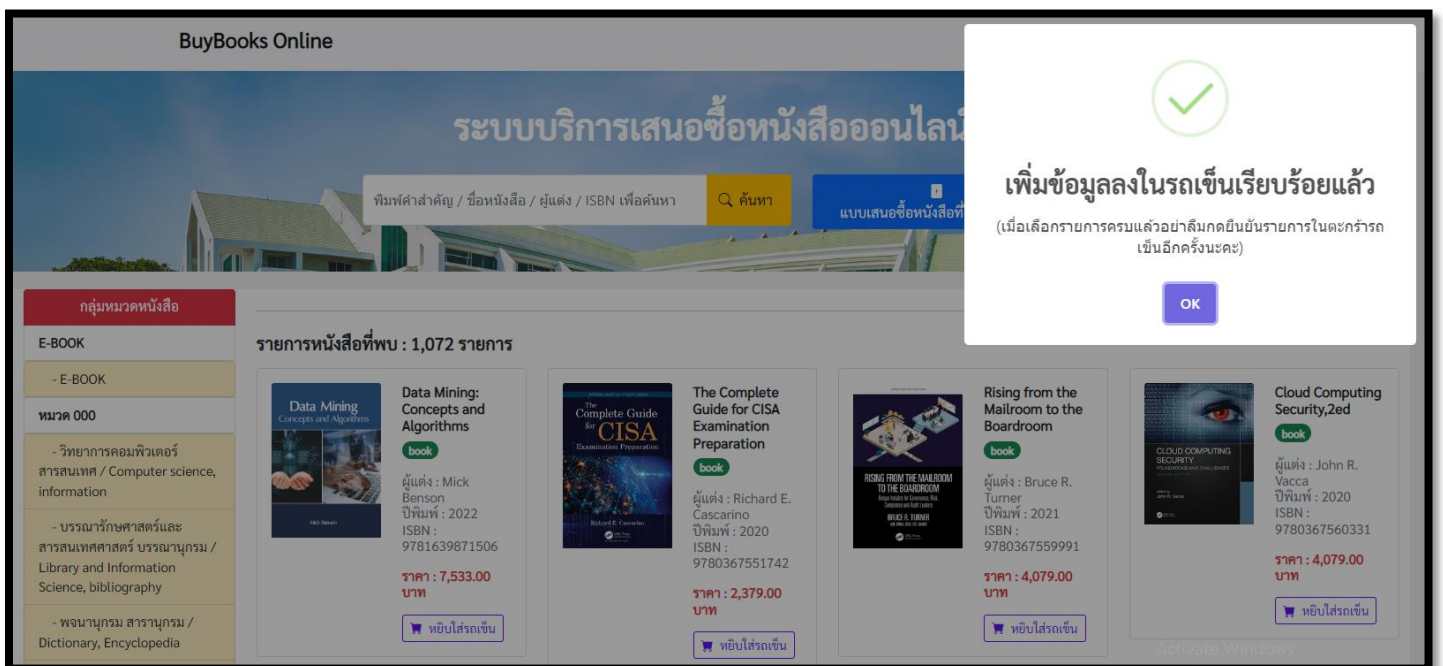 BuyBooks Online
ระบบบริการเสนอซื้อหนังสือออนไลน์
พิมพ์คำสำคัญ / ชื่อหนังสือ / ผู้แต่ง / ISBN เพื่อค้นหา
ค้นหา
แบบเสนอซื้อหนังสือที่
เพิ่มข้อมูลลงในรถเข็นเรียบร้อยแล้ว
(เมื่อเลือกรายการครบแล้วอย่าลืมกดยืนยันรายการในตะกร้ารถ
เข็นอีกครั้งนะคะ)
OK
กลุ่มหมวดหนังสือ
E-BOOK
- E-BOOK
หมวด 000
- วิทยาการคอมพิวเตอร์
สารสนเทศ / Computer science,
information
- บรรณารักษศาสตร์และ
สารสนเทศศาสตร์ บรรณานุกรม /
Library and Information
Science, bibliography
- พจนานุกรม สารานุกรม /
Dictionary, Encyclopedia
รายการหนังสือที่พบ : 1,072 รายการ
Data Mining
Concepts and Algorithms
Mick Benson
Data Mining:
Concepts and
Algorithms
book
ผู้แต่ง : Mick
Benson
ปีพิมพ์ : 2022
ISBN :
9781639871506
ราคา : 7,533.00
บาท
หยิบใส่รถเข็น
The
Complete Guide
for CISA
Examination Preparation
Richard E. Cascarino
CRC Press
The Complete
Guide for CISA
Examination
Preparation
book
ผู้แต่ง : Richard E.
Cascarino
ปีพิมพ์ : 2020
ISBN :
9780367551742
ราคา : 2,379.00
บาท
หยิบใส่รถเข็น
RISING FROM THE MAILROOM
TO THE BOARDROOM
Unique Insights for Governance, Risk,
Compliance and Audit Leaders
BRUCE R. TURNER
CRC Press
Rising from the
Mailroom to the
Boardroom
book
ผู้แต่ง : Bruce R.
Turner
ปีพิมพ์ : 2021
ISBN :
9780367559991
ราคา : 4,079.00
บาท
หยิบใส่รถเข็น
CLOUD COMPUTING
SECURITY
FOUNDATIONS AND CHALLENGES
John R. Vacca
Cloud Computing
Security,2ed
book
ผู้แต่ง : John R.
Vacca
ปีพิมพ์ : 2020
ISBN :
9780367560331
ราคา : 4,079.00
บาท
หยิบใส่รถเข็น
Activate Windows